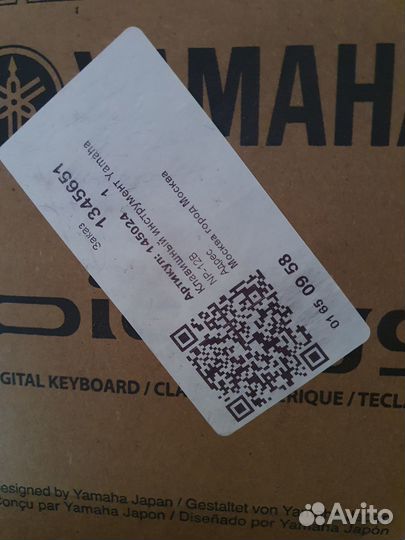 YAMAHA
Заказ
1345651
Артикул: 145024 1
Клавишный инструмент Yamaha
NP-12B
Адрес
Москва город Москва
01 65 09 58
DIGITAL KEYBOARD / CLA ÉRIQUE / TECLA
Designed by Yamaha Japan / Gestaltet von Yamaha
Conçu par Yamaha Japon / Diseñado por Yamaha Japón
Avito